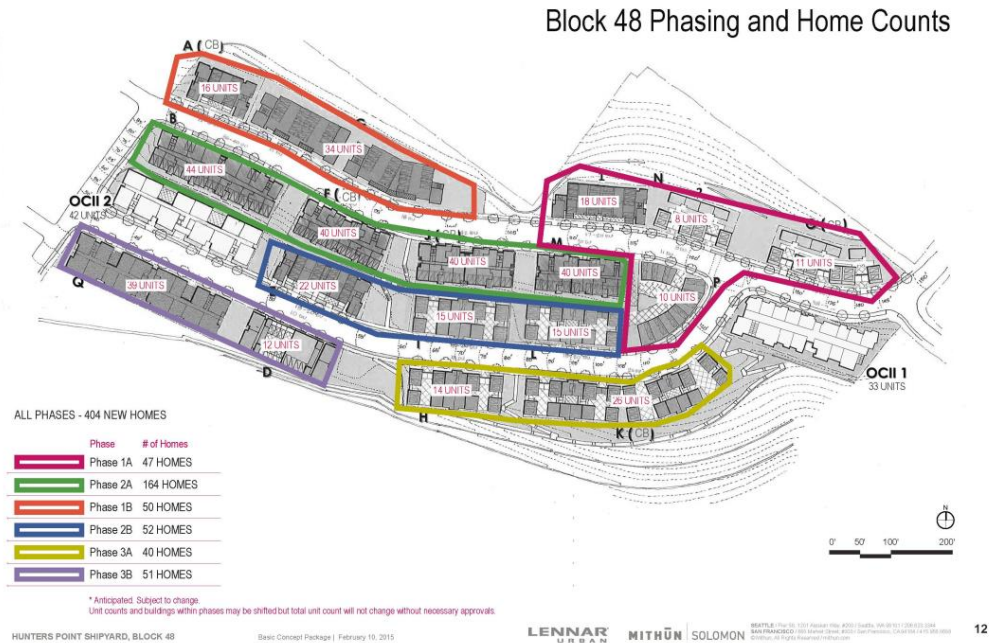 Block 48 Phasing and Home Counts
A ( CB)
16 UNITS
34 UNITS
B
44 UNITS
F ( CB)
40 UNITS
OCII 2
42 UNITS
18 UNITS
N
8 UNITS
11 UNITS
M
40 UNITS
40 UNITS
P
10 UNITS
Q
39 UNITS
22 UNITS
15 UNITS
15 UNITS
12 UNITS
D
I
L
OCII 1
33 UNITS
14 UNITS
26 UNITS
H
K ( CB)
ALL PHASES - 404 NEW HOMES
Phase # of Homes
Phase 1A 47 HOMES
Phase 2A 164 HOMES
Phase 1B 50 HOMES
Phase 2B 52 HOMES
Phase 3A 40 HOMES
Phase 3B 51 HOMES
N
0' 50' 100' 200'
* Anticipated. Subject to change.
Unit counts and buildings within phases may be shifted but total unit count will not change without necessary approvals.
HUNTERS POINT SHIPYARD, BLOCK 48
Basic Concept Package | February 10, 2015
LENNAR
URBAN
MITHŪN | SOLOMON
12